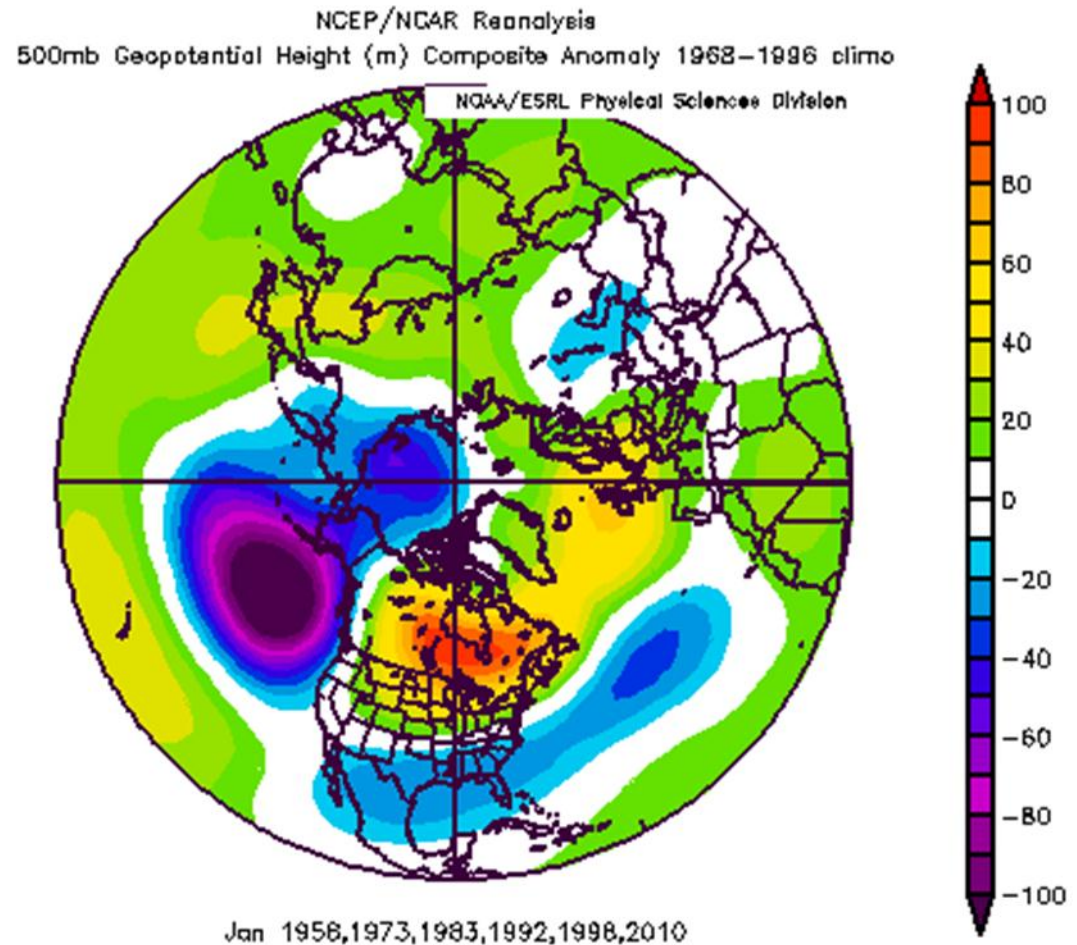 NCEP/NCAR Reanalysis
500mb Geopotential Height (m) Composite Anomaly 1968-1996 climo
NOAA/ESRL Physical Sciences Division
100
80
60
40
20
0
-20
-40
-60
-80
-100
Jan 1958,1973,1983,1992,1998,2010